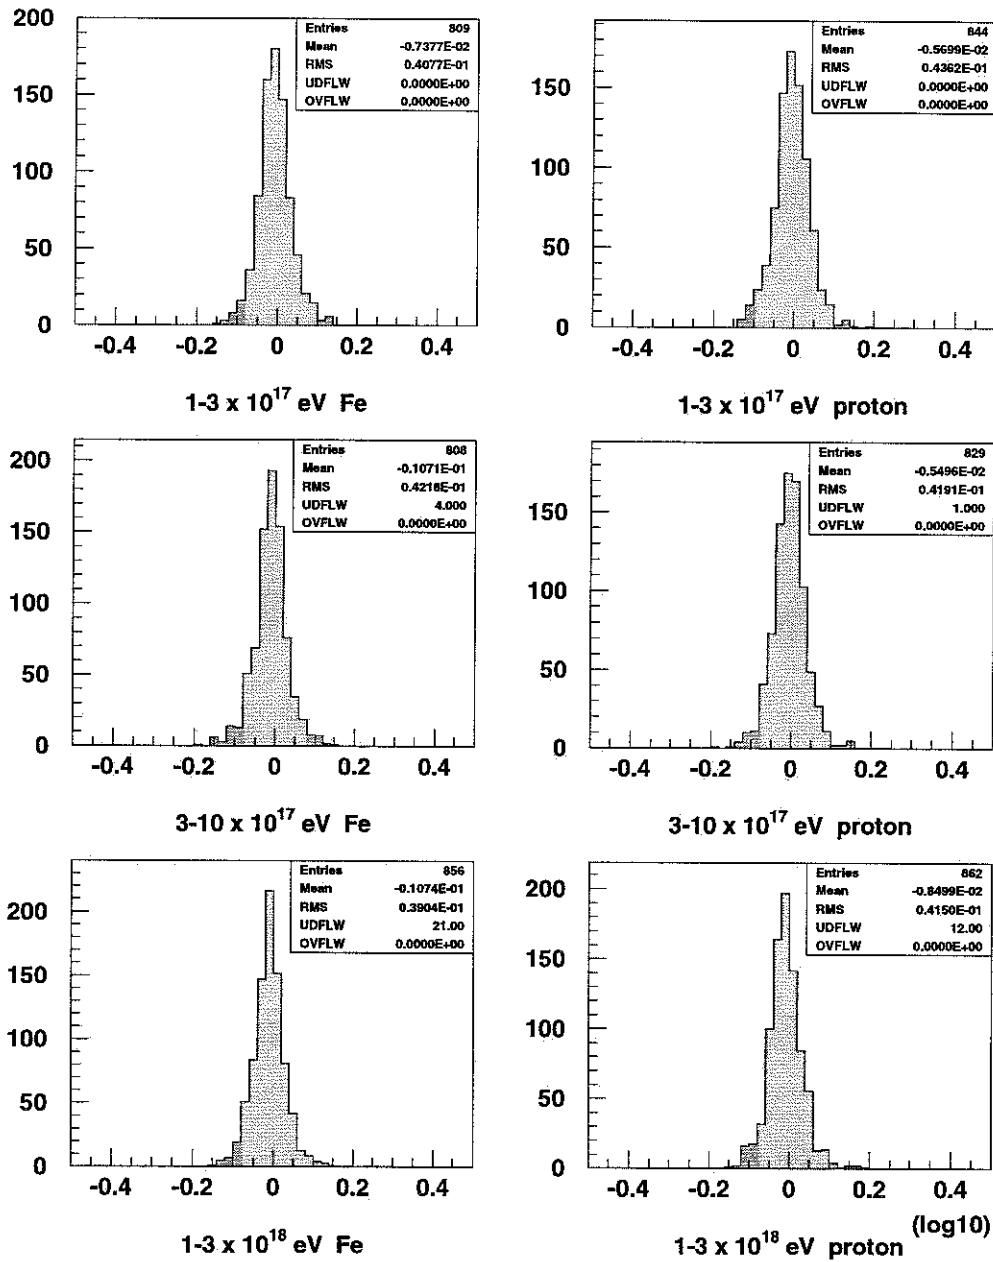 200
150
100
50
0
-0.4 -0.2 0 0.2 0.4
Entries 809
Mean -0.7377E-02
RMS 0.4077E-01
UDFLW 0.0000E+00
OVFLW 0.0000E+00
1-3 x 10^17 eV Fe
150
100
50
0
-0.4 -0.2 0 0.2 0.4
Entries 844
Mean -0.5699E-02
RMS 0.4362E-01
UDFLW 0.0000E+00
OVFLW 0.0000E+00
1-3 x 10^17 eV proton
200
150
100
50
0
-0.4 -0.2 0 0.2 0.4
Entries 808
Mean -0.1071E-01
RMS 0.4216E-01
UDFLW 4.000
OVFLW 0.0000E+00
3-10 x 10^17 eV Fe
150
100
50
0
-0.4 -0.2 0 0.2 0.4
Entries 829
Mean -0.5496E-02
RMS 0.4191E-01
UDFLW 1.000
OVFLW 0.0000E+00
3-10 x 10^17 eV proton
200
150
100
50
0
-0.4 -0.2 0 0.2 0.4
Entries 856
Mean -0.1074E-01
RMS 0.3904E-01
UDFLW 21.00
OVFLW 0.0000E+00
1-3 x 10^18 eV Fe
200
150
100
50
0
-0.4 -0.2 0 0.2 0.4
Entries 862
Mean -0.8499E-02
RMS 0.4150E-01
UDFLW 12.00
OVFLW 0.0000E+00
(log10)
1-3 x 10^18 eV proton